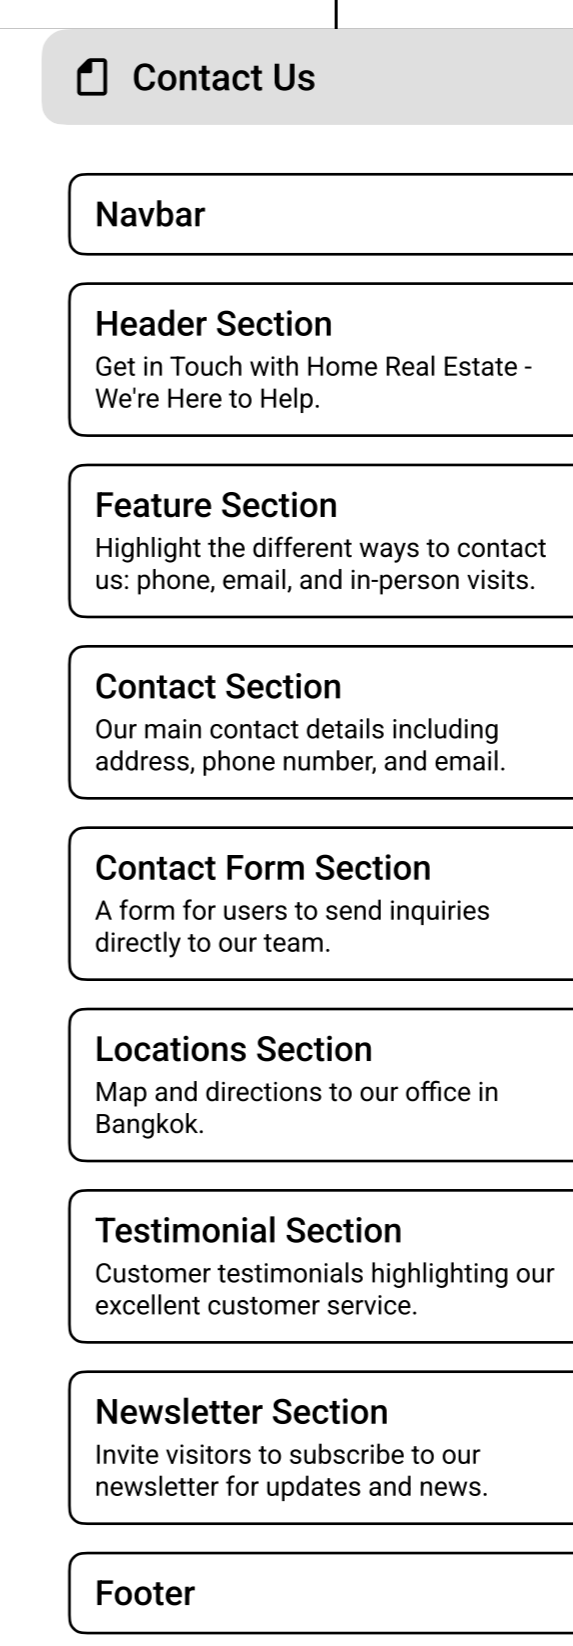 Contact Us
Navbar
Header Section
Get in Touch with Home Real Estate -
We're Here to Help.
Feature Section
Highlight the different ways to contact
us: phone, email, and in-person visits.
Contact Section
Our main contact details including
address, phone number, and email.
Contact Form Section
A form for users to send inquiries
directly to our team.
Locations Section
Map and directions to our office in
Bangkok.
Testimonial Section
Customer testimonials highlighting our
excellent customer service.
Newsletter Section
Invite visitors to subscribe to our
newsletter for updates and news.
Footer